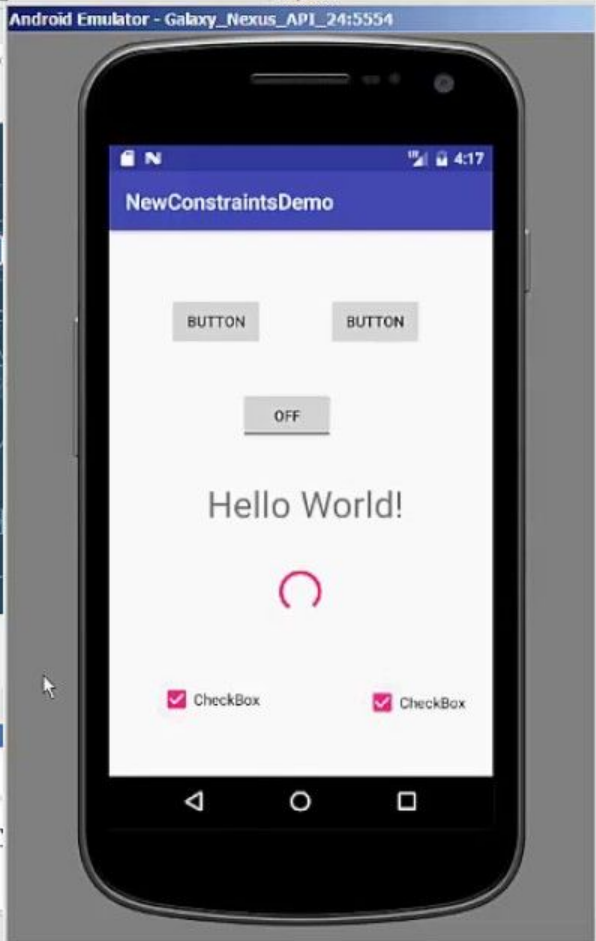 Android Emulator - Galaxy_Nexus_API_24:5554
4:17
NewConstraintsDemo
BUTTON BUTTON
OFF
Hello World!
CheckBox CheckBox